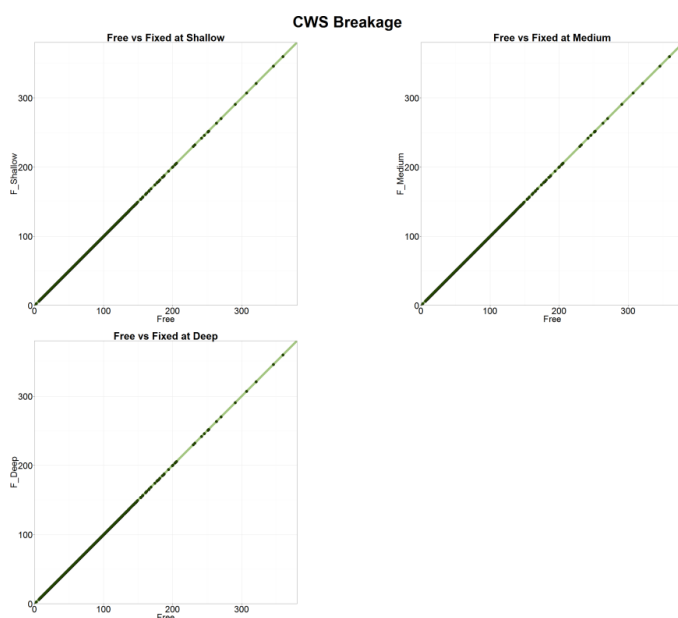 CWS Breakage
Free vs Fixed at Shallow
F_Shallow
300
200
100
0
0 100 200 300
Free
Free vs Fixed at Medium
F_Medium
300
200
100
0
0 100 200 300
Free
Free vs Fixed at Deep
F_Deep
300
200
100
0
0 100 200 300
Free